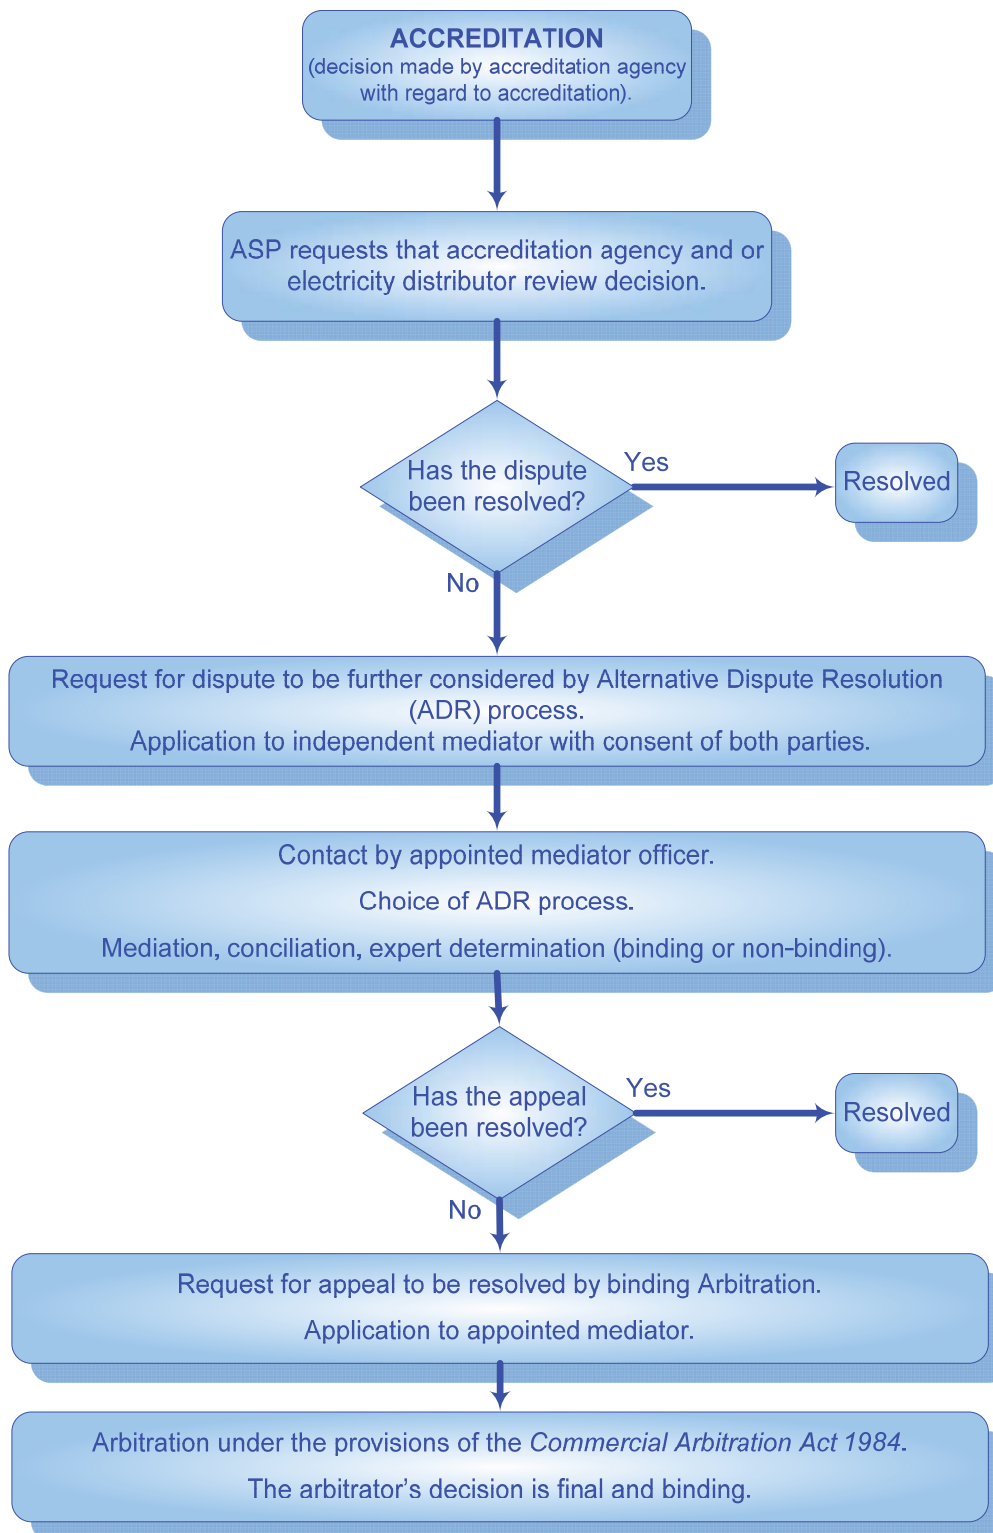 ACCREDITATION
(decision made by accreditation agency
with regard to accreditation).
ASP requests that accreditation agency and or
electricity distributor review decision.
Has the dispute
been resolved?
Yes
Resolved
No
Request for dispute to be further considered by Alternative Dispute Resolution
(ADR) process.
Application to independent mediator with consent of both parties.
Contact by appointed mediator officer.
Choice of ADR process.
Mediation, conciliation, expert determination (binding or non-binding).
Has the appeal
been resolved?
Yes
Resolved
No
Request for appeal to be resolved by binding Arbitration.
Application to appointed mediator.
Arbitration under the provisions of the Commercial Arbitration Act 1984.
The arbitrator’s decision is final and binding.